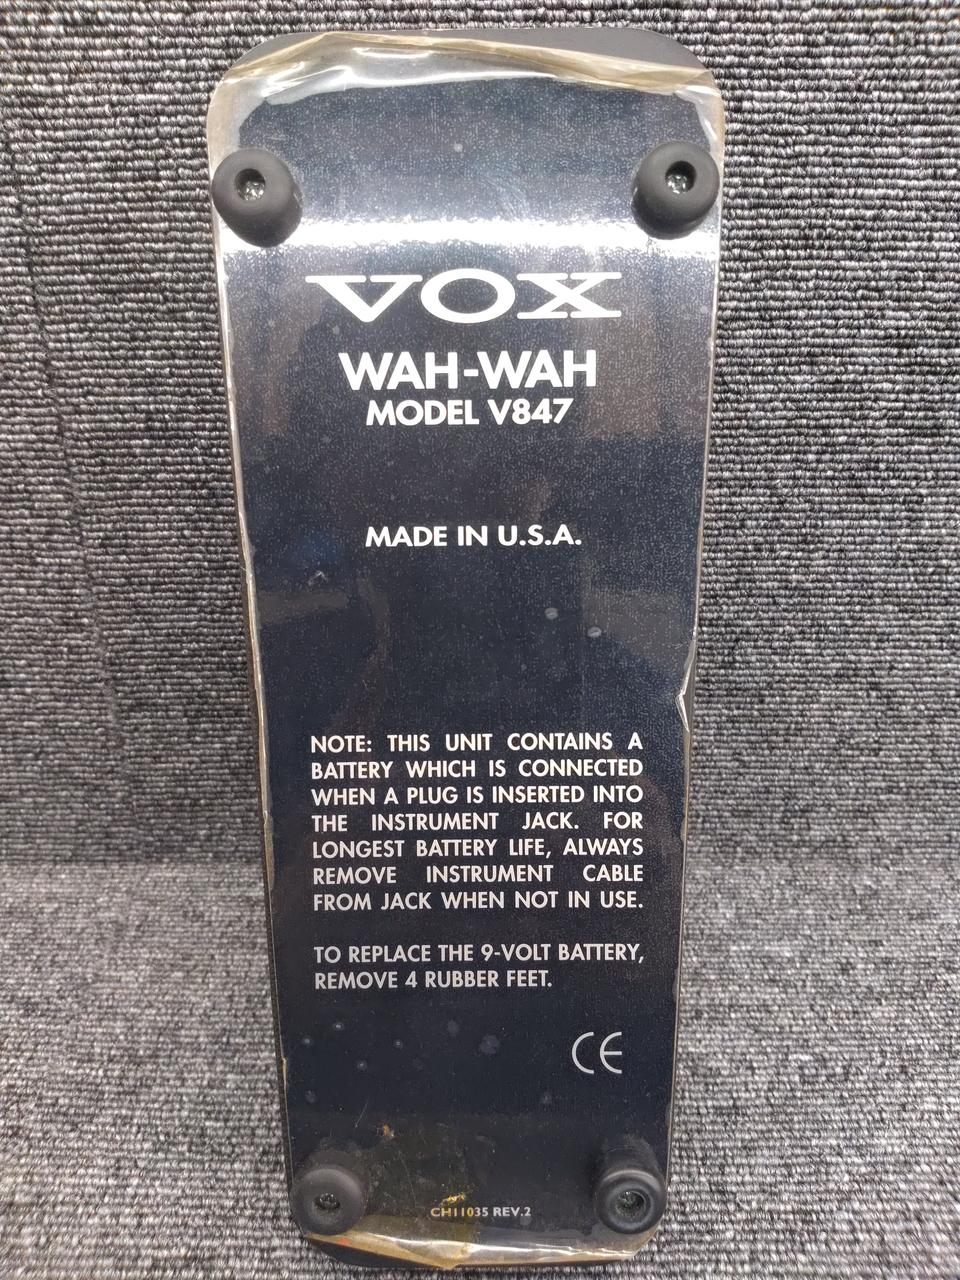 VOX
WAH-WAH
MODEL V847
MADE IN U.S.A.
NOTE: THIS UNIT CONTAINS A
BATTERY WHICH IS CONNECTED
WHEN A PLUG IS INSERTED INTO
THE INSTRUMENT JACK. FOR
LONGEST BATTERY LIFE, ALWAYS
REMOVE INSTRUMENT CABLE
FROM JACK WHEN NOT IN USE.
TO REPLACE THE 9-VOLT BATTERY,
REMOVE 4 RUBBER FEET.
CE
CH11035 REV.2